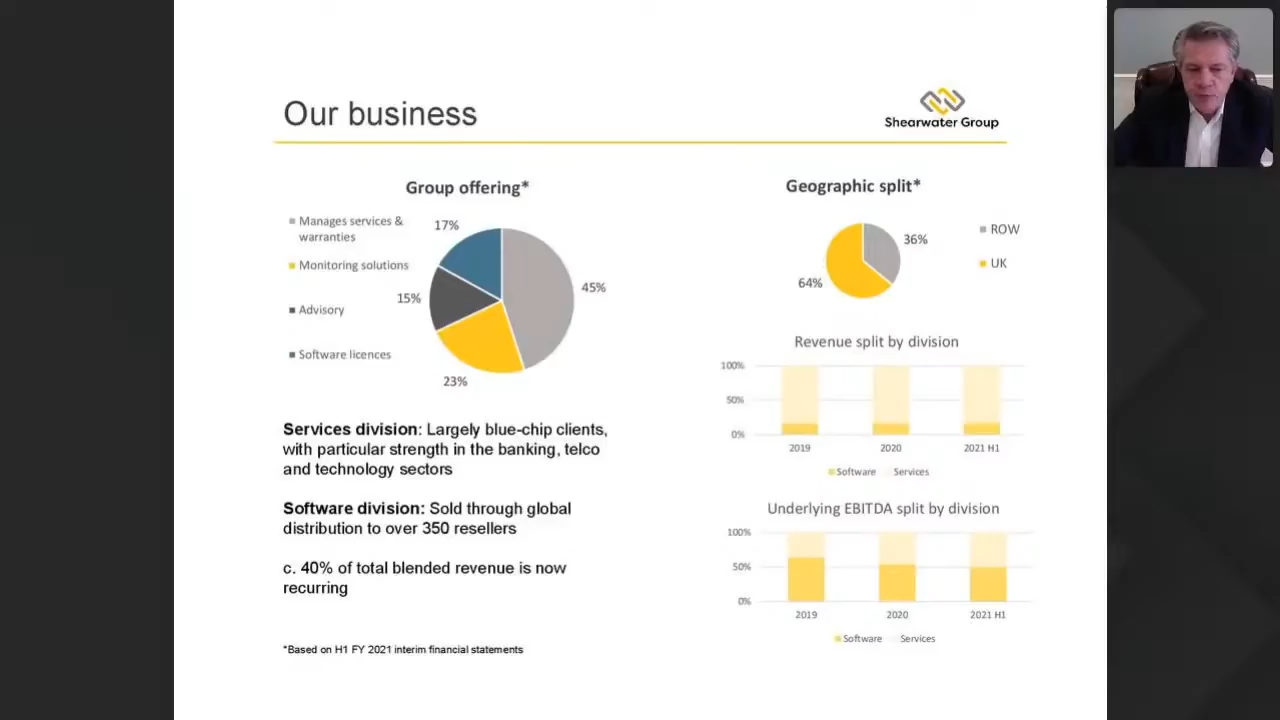 Our business
Shearwater Group
Group offering*
Manages services &
warranties
Monitoring solutions
Advisory
Software licences
17%
45%
15%
23%
Geographic split*
36%
64%
ROW
UK
Revenue split by division
100%
50%
0%
2019
2020
2021 H1
Software
Services
Services division: Largely blue-chip clients,
with particular strength in the banking, telco
and technology sectors
Software division: Sold through global
distribution to over 350 resellers
c. 40% of total blended revenue is now
recurring
Underlying EBITDA split by division
100%
50%
0%
2019
2020
2021 H1
Software
Services
*Based on H1 FY 2021 interim financial statements